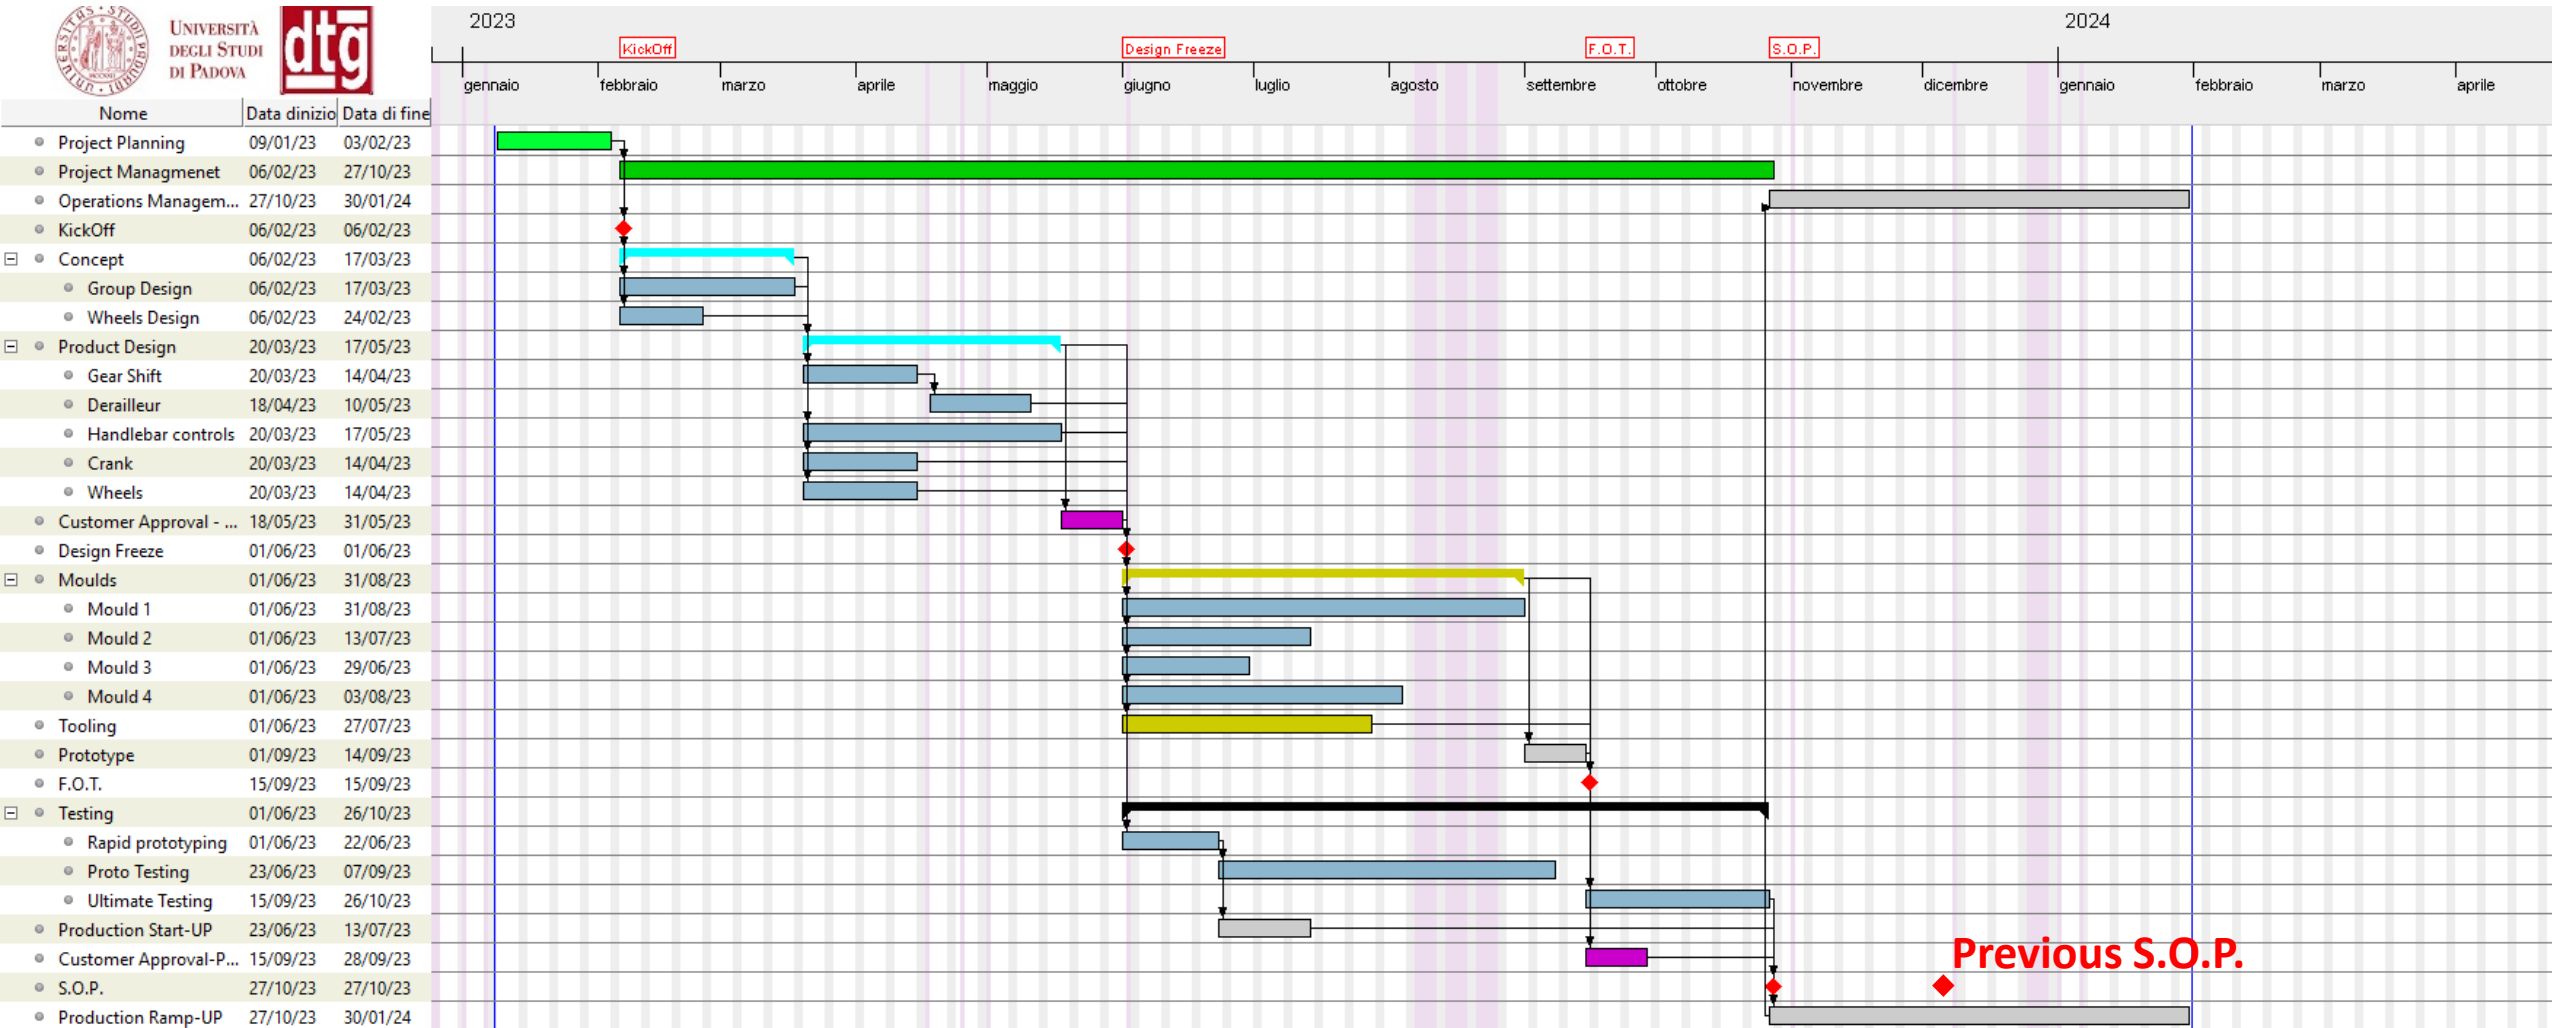 UNIVERSITÀ
DEGLI STUDI
DI PADOVA
dtg
2023
2024
KickOff
Design Freeze
F.O.T.
S.O.P.
gennaio febbraio marzo aprile maggio giugno luglio agosto settembre ottobre novembre dicembre gennaio febbraio marzo aprile
Nome Data dinizio Data di fine
Project Planning 09/01/23 03/02/23
Project Managmenet 06/02/23 27/10/23
Operations Managem... 27/10/23 30/01/24
KickOff 06/02/23 06/02/23
Concept 06/02/23 17/03/23
Group Design 06/02/23 17/03/23
Wheels Design 06/02/23 24/02/23
Product Design 20/03/23 17/05/23
Gear Shift 20/03/23 14/04/23
Derailleur 18/04/23 10/05/23
Handlebar controls 20/03/23 17/05/23
Crank 20/03/23 14/04/23
Wheels 20/03/23 14/04/23
Customer Approval - ... 18/05/23 31/05/23
Design Freeze 01/06/23 01/06/23
Moulds 01/06/23 31/08/23
Mould 1 01/06/23 31/08/23
Mould 2 01/06/23 13/07/23
Mould 3 01/06/23 29/06/23
Mould 4 01/06/23 03/08/23
Tooling 01/06/23 27/07/23
Prototype 01/09/23 14/09/23
F.O.T. 15/09/23 15/09/23
Testing 01/06/23 26/10/23
Rapid prototyping 01/06/23 22/06/23
Proto Testing 23/06/23 07/09/23
Ultimate Testing 15/09/23 26/10/23
Production Start-UP 23/06/23 13/07/23
Customer Approval-P... 15/09/23 28/09/23
Previous S.O.P.
S.O.P. 27/10/23 27/10/23
Production Ramp-UP 27/10/23 30/01/24